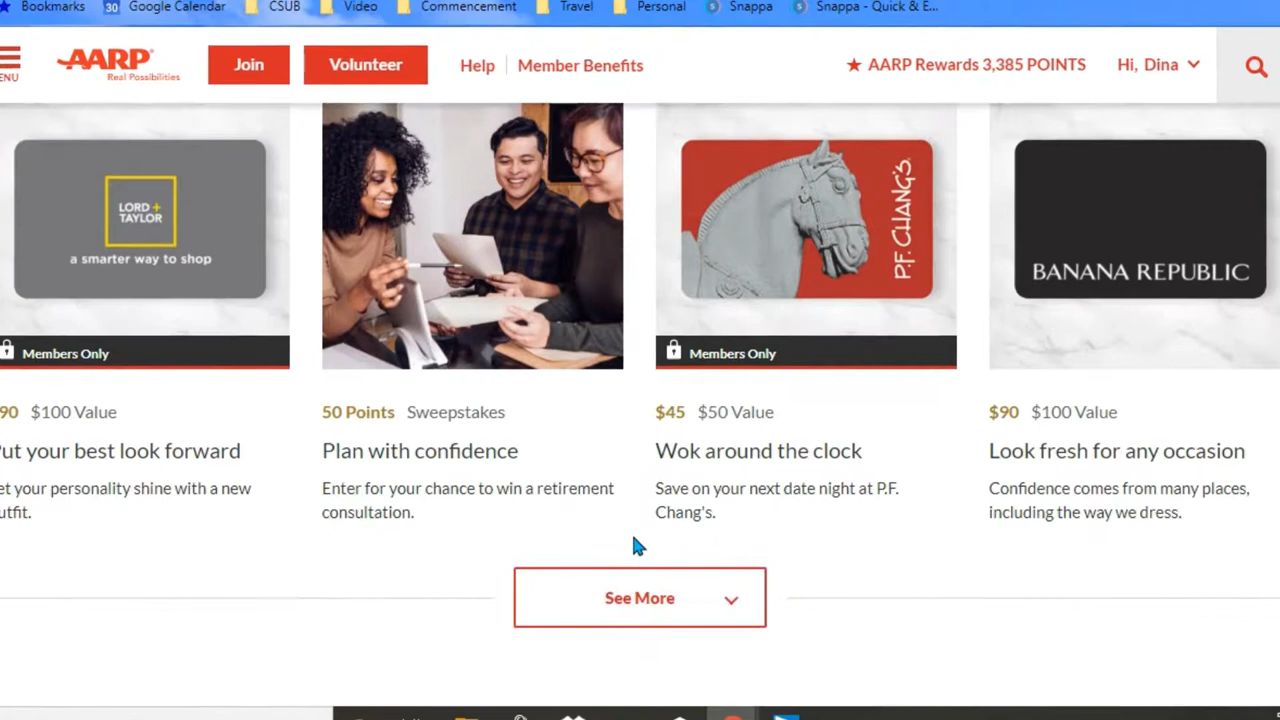 Bookmarks 30 Google Calendar CSUB Video Commencement Travel Personal Snappa Snappa - Quick & E...
ENU
AARP Real Possibilities
Join Volunteer Help Member Benefits ★ AARP Rewards 3,385 POINTS Hi, Dina
LORD + TAYLOR
a smarter way to shop
P.F. CHANG'S
BANANA REPUBLIC
Members Only Members Only
90 $100 Value 50 Points Sweepstakes $45 $50 Value $90 $100 Value
ut your best look forward Plan with confidence Wok around the clock Look fresh for any occasion
et your personality shine with a new Enter for your chance to win a retirement Save on your next date night at P.F. Confidence comes from many places,
utfit. consultation. Chang's. including the way we dress.
See More